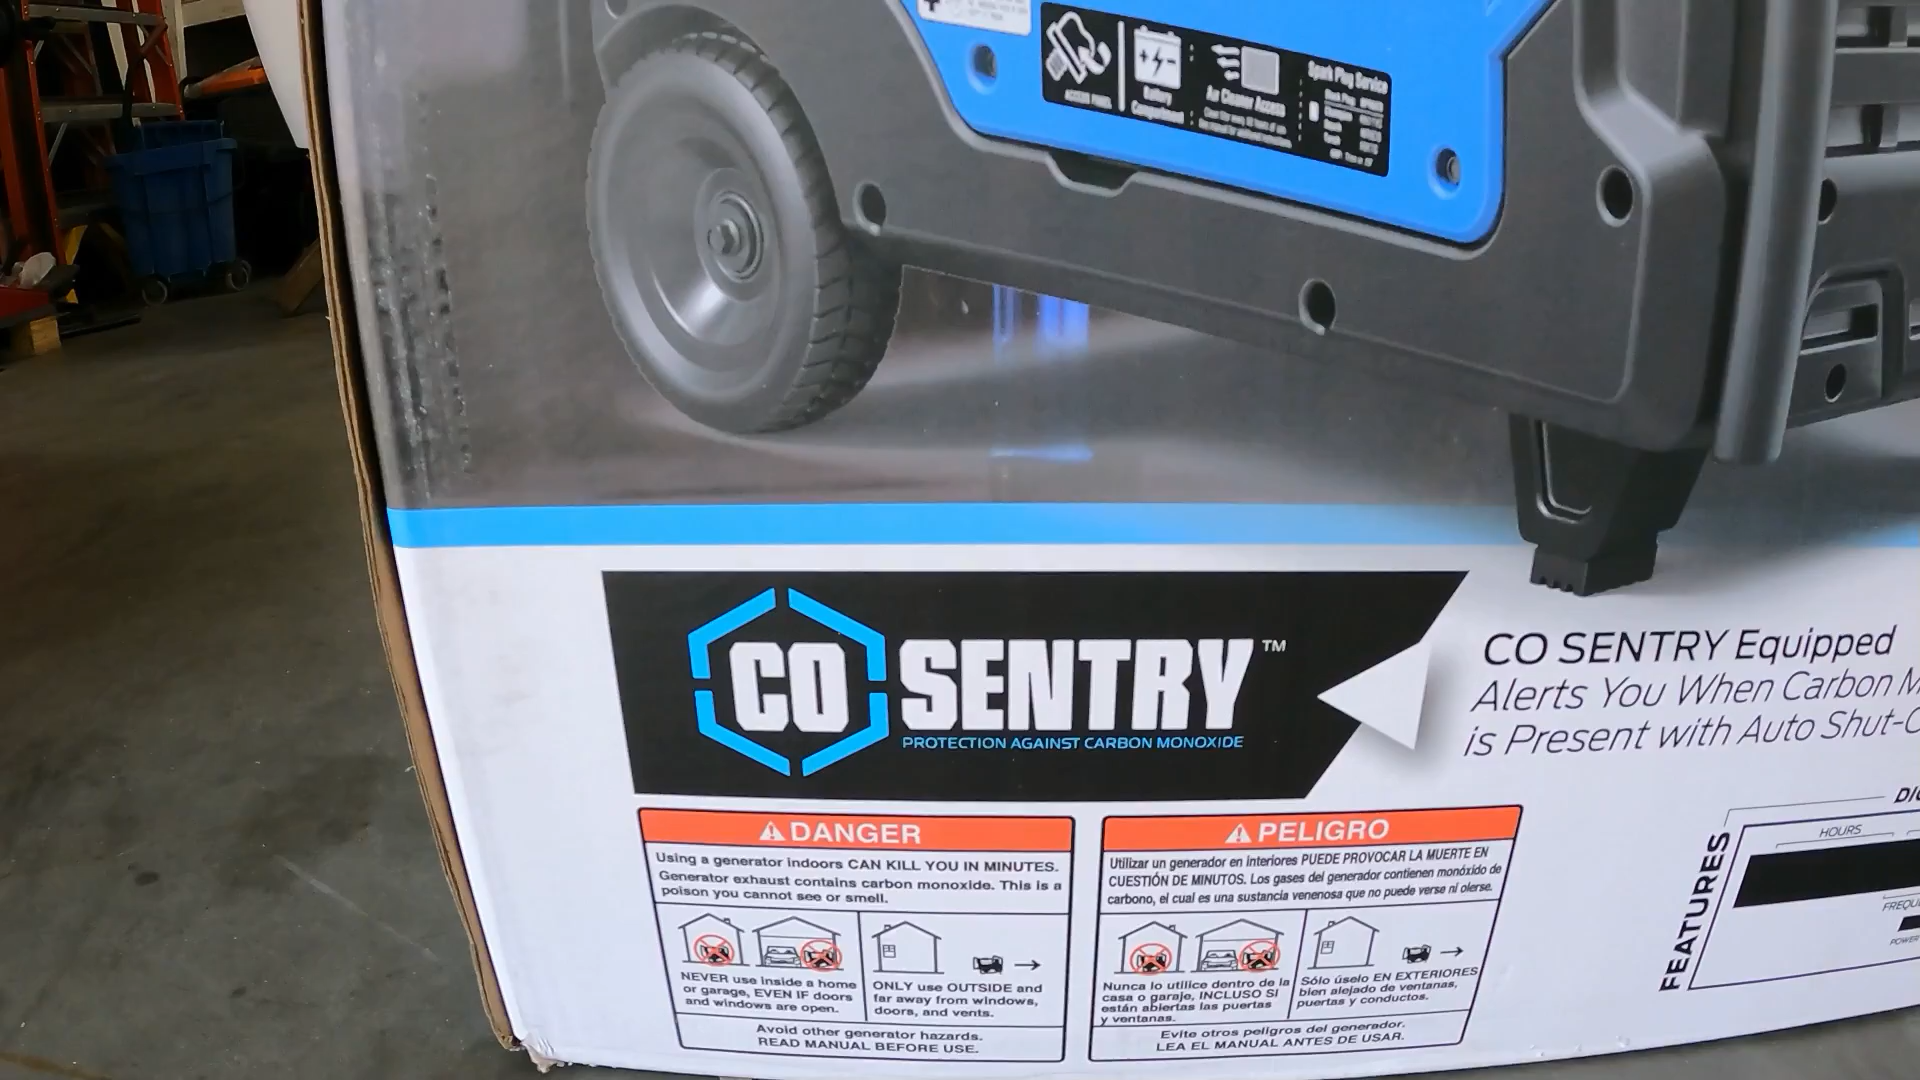 ACCESS PANEL
Battery
Compartment
Air Cleaner Access
Spark Plug Service
CO SENTRY™
PROTECTION AGAINST CARBON MONOXIDE
CO SENTRY Equipped
Alerts You When Carbon M
is Present with Auto Shut-O
DANGER
Using a generator indoors CAN KILL YOU IN MINUTES.
Generator exhaust contains carbon monoxide. This is a
poison you cannot see or smell.
NEVER use inside a home
or garage, EVEN IF doors
and windows are open.
ONLY use OUTSIDE and
far away from windows,
doors, and vents.
Avoid other generator hazards.
READ MANUAL BEFORE USE.
PELIGRO
Utilizar un generador en interiores PUEDE PROVOCAR LA MUERTE EN
CUESTIÓN DE MINUTOS. Los gases del generador contienen monóxido de
carbono, el cual es una sustancia venenosa que no puede verse ni olerse.
Nunca lo utilice dentro de la
casa o garaje, INCLUSO SI
están abiertas las puertas
y ventanas.
Sólo úselo EN EXTERIORES
bien alejado de ventanas,
puertas y conductos.
Evite otros peligros del generador.
LEA EL MANUAL ANTES DE USAR.
FEATURES
HOURS
POWER